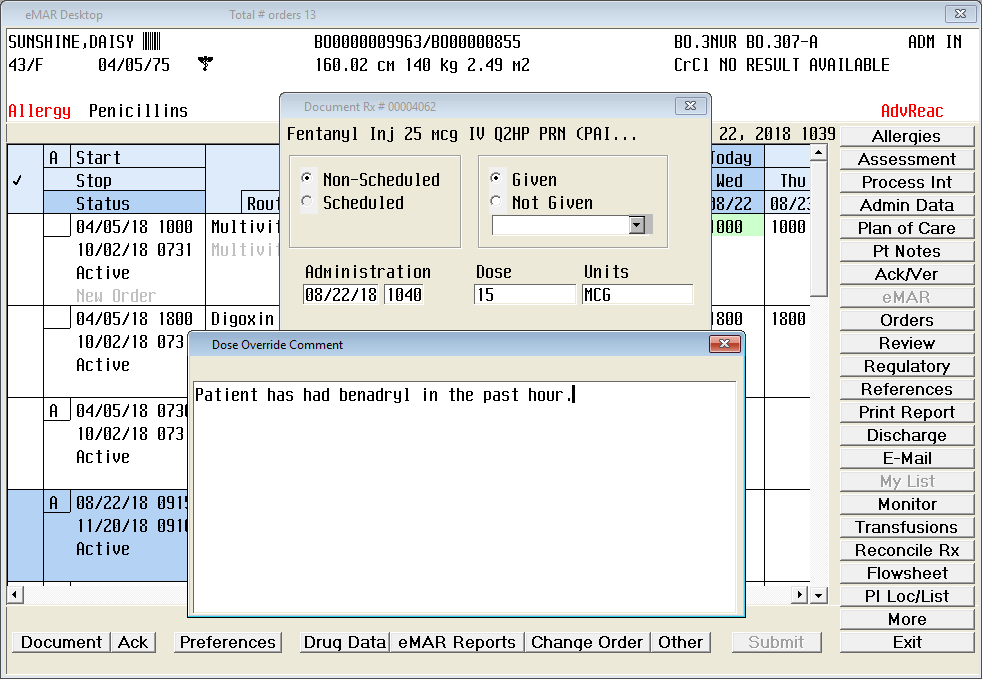 eMAR Desktop Total # orders 13
SUNSHINE,DAISY BO0000009963/BO00000855 BO.3NUR BO.307-A ADM IN
43/F 04/05/75 160.02 cm 140 kg 2.49 m2 CrCl NO RESULT AVAILABLE
Allergy Penicillins AdvReac
Document Rx # 00004062
Fentanyl Inj 25 mcg IV Q2HP PRN (PAI...
22, 2018 1039
A Start
Stop
Status Rout
Today
Wed Thu
08/22 08/23
Non-Scheduled
Scheduled
Given
Not Given
Administration Dose Units
08/22/18 1040 15 MCG
04/05/18 1000 Multivit 1000 1000
10/02/18 0731 Multivit
Active
New Order
04/05/18 1800 Digoxin 1800 1800
10/02/18 073
Active
A 04/05/18 0730
10/02/18 073
Active
A 08/22/18 0915
11/20/18 0910
Active
Dose Override Comment
Patient has had benadryl in the past hour.
Allergies
Assessment
Process Int
Admin Data
Plan of Care
Pt Notes
Ack/Ver
eMAR
Orders
Review
Regulatory
References
Print Report
Discharge
E-Mail
My List
Monitor
Transfusions
Reconcile Rx
Flowsheet
PI Loc/List
More
Exit
Document Ack Preferences Drug Data eMAR Reports Change Order Other Submit